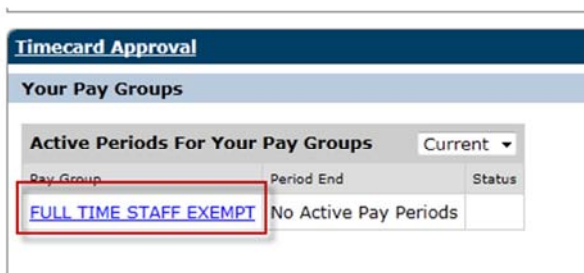 Timecard Approval
Your Pay Groups
Active Periods For Your Pay Groups Current
Pay Group Period End Status
FULL TIME STAFF EXEMPT No Active Pay Periods